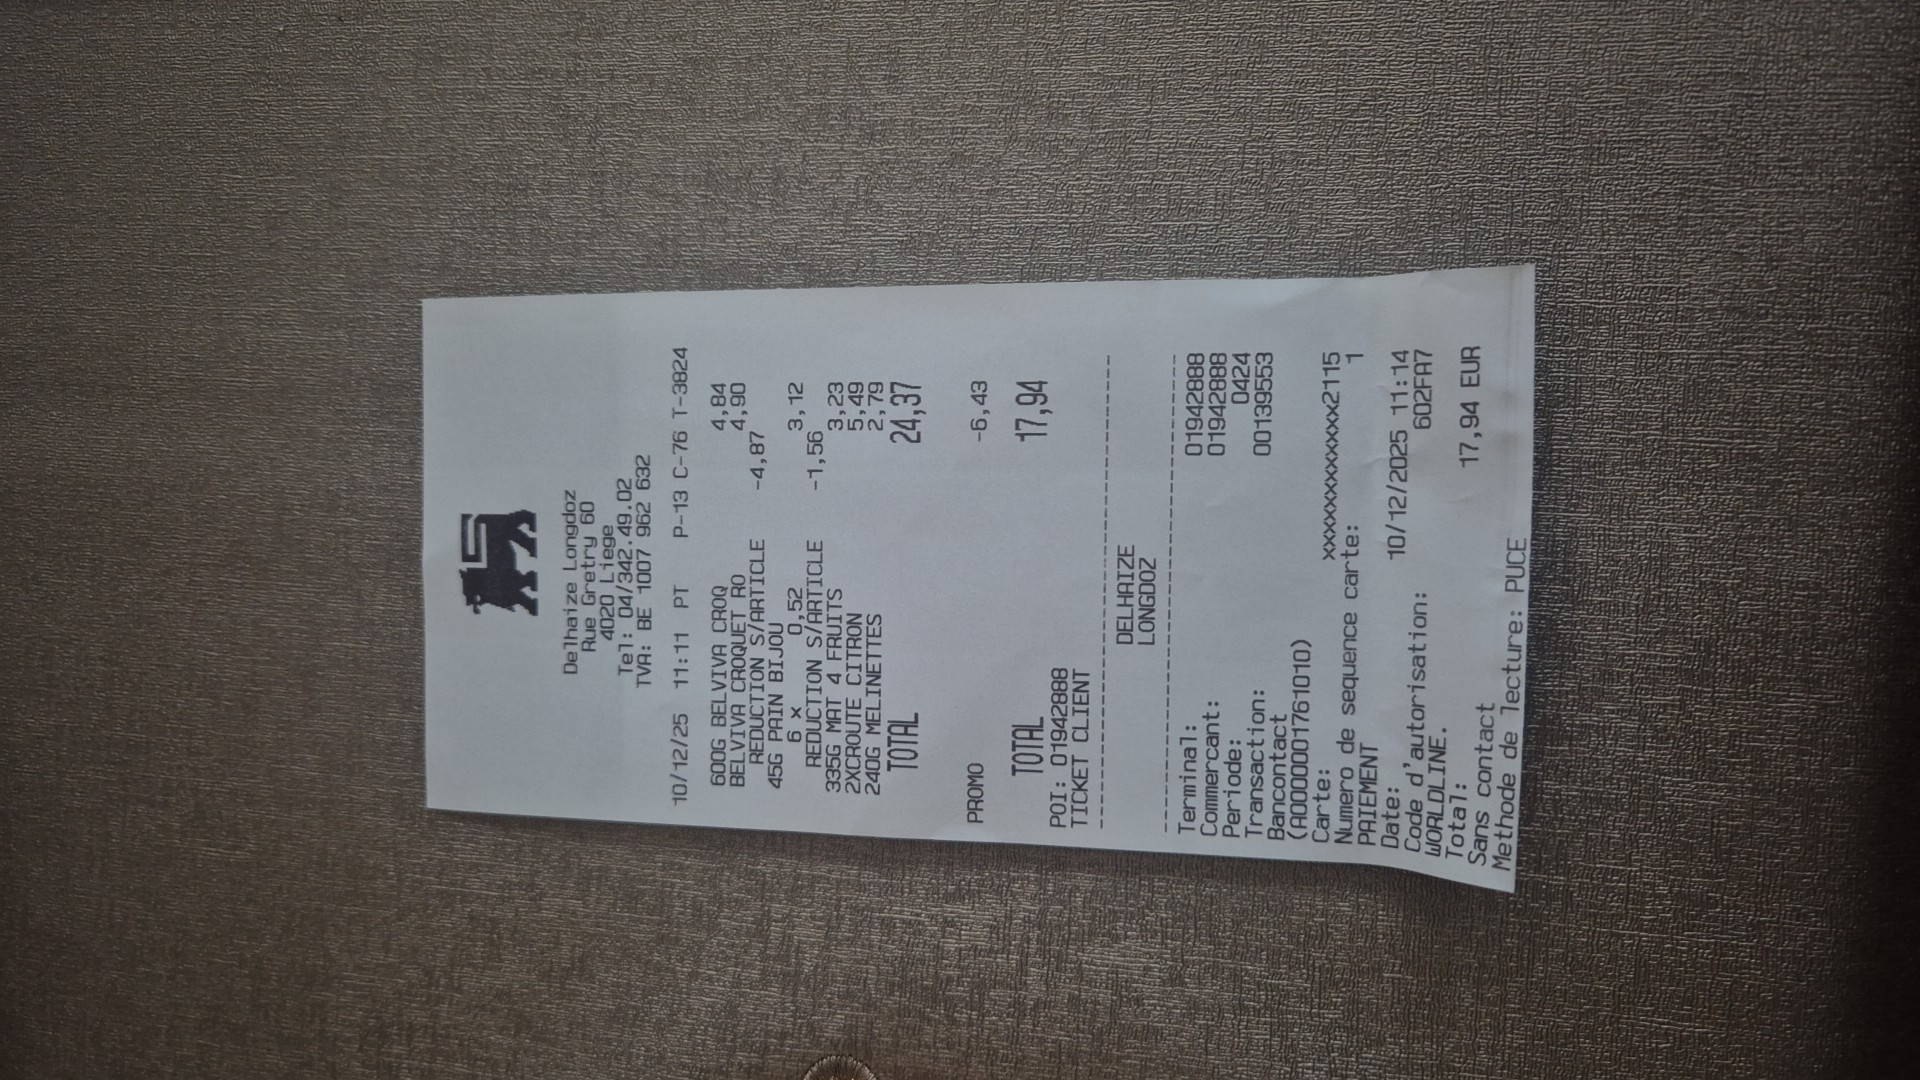 Delhaize Longdoz
Rue Gretry 60
4020 Liege
Tel: 04/342.49.02
TVA: BE 1007 962 632
10/12/25 11:11 PT P-13 C-76 T-3824
600G BELVIVA CROQ 4,84
BELVIVA CROQUET RO 4,90
REDUCTION S/ARTICLE -4,87
45G PAIN BIJOU
6 x 0,52 3,12
REDUCTION S/ARTICLE -1,56
335G MAT 4 FRUITS 3,23
2XCROUTE CITRON 5,49
240G MELINETTES 2,79
TOTAL 24,37
PROMO -6,43
TOTAL 17,94
POI: 01942888
TICKET CLIENT
DELHAIZE
LONGDOZ
Terminal: 01942888
Commercant: 01942888
Periode: 0424
Transaction: 00139553
Bancontact
(A0000001761010)
Carte: xxxxxxxxxxxxx2115
Numero de sequence carte: 1
PAIEMENT
Date: 10/12/2025 11:14
Code d'autorisation: 602FA7
WORLDLINE.
Total: 17,94 EUR
Sans contact
Methode de lecture: PUCE